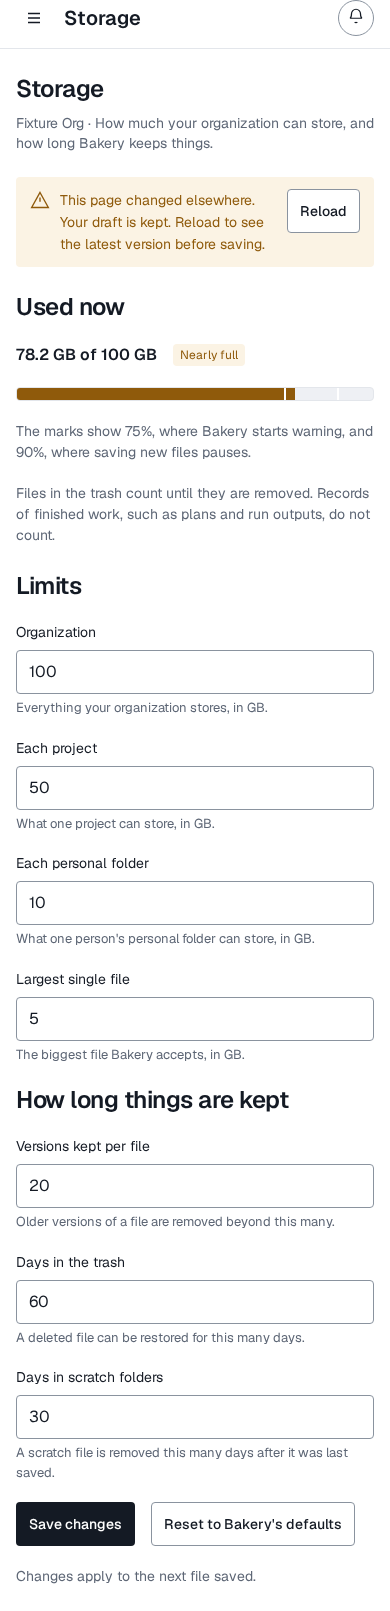 Storage
Storage
Fixture Org · How much your organization can store, and
how long Bakery keeps things.
This page changed elsewhere.
Your draft is kept. Reload to see
the latest version before saving.
Reload
Used now
78.2 GB of 100 GB
Nearly full
The marks show 75%, where Bakery starts warning, and
90%, where saving new files pauses.
Files in the trash count until they are removed. Records
of finished work, such as plans and run outputs, do not
count.
Limits
Organization
100
Everything your organization stores, in GB.
Each project
50
What one project can store, in GB.
Each personal folder
10
What one person's personal folder can store, in GB.
Largest single file
5
The biggest file Bakery accepts, in GB.
How long things are kept
Versions kept per file
20
Older versions of a file are removed beyond this many.
Days in the trash
60
A deleted file can be restored for this many days.
Days in scratch folders
30
A scratch file is removed this many days after it was last
saved.
Save changes
Reset to Bakery's defaults
Changes apply to the next file saved.